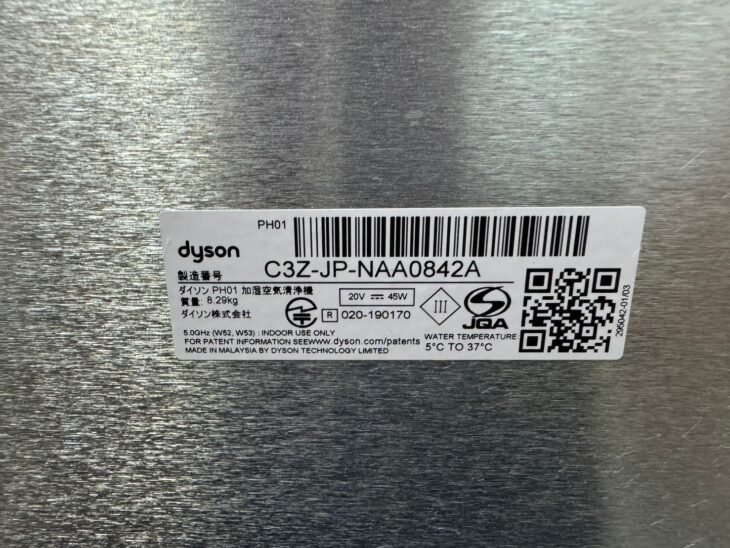 PH01
dyson
製造番号 C3Z-JP-NAA0842A
ダイソン PH01 加湿空気清浄機
質量: 8.29kg
ダイソン株式会社
20V 45W
R 020-190170
III
JQA
5.0GHz (W52, W53) : INDOOR USE ONLY
FOR PATENT INFORMATION SEEwww.dyson.com/patents
MADE IN MALAYSIA BY DYSON TECHNOLOGY LIMITED
WATER TEMPERATURE
5°C TO 37°C
295042-01/03